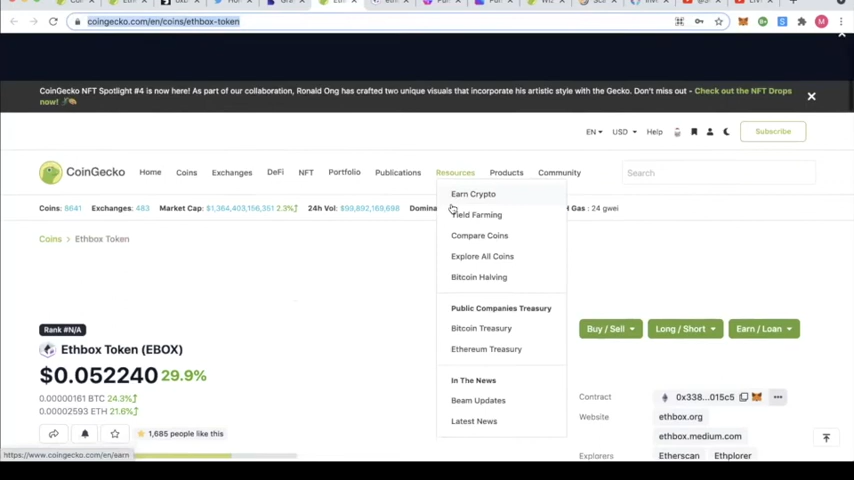 coingecko.com/en/coins/ethbox-token
CoinGecko NFT Spotlight #4 is now here! As part of our collaboration, Ronald Ong has crafted two unique visuals that incorporate his artistic style with the Gecko. Don't miss out - Check out the NFT Drops
now!
EN
USD
Help
Subscribe
CoinGecko
Home
Coins
Exchanges
DeFi
NFT
Portfolio
Publications
Resources
Products
Community
Search
Coins: 8641
Exchanges: 483
Market Cap: $1,364,403,156,351 2.3%
24h Vol: $99,892,169,698
Domina
H Gas: 24 gwei
Earn Crypto
Yield Farming
Compare Coins
Explore All Coins
Bitcoin Halving
Public Companies Treasury
Bitcoin Treasury
Ethereum Treasury
In The News
Beam Updates
Latest News
Coins > Ethbox Token
Rank #N/A
Ethbox Token (EBOX)
$0.052240 29.9%
0.00000161 BTC 24.3%
0.00002593 ETH 21.6%
1,685 people like this
Buy / Sell
Long / Short
Earn / Loan
Contract
0x338...015c5
Website
ethbox.org
ethbox.medium.com
Explorers
Etherscan
Ethplorer
https://www.coingecko.com/en/earn